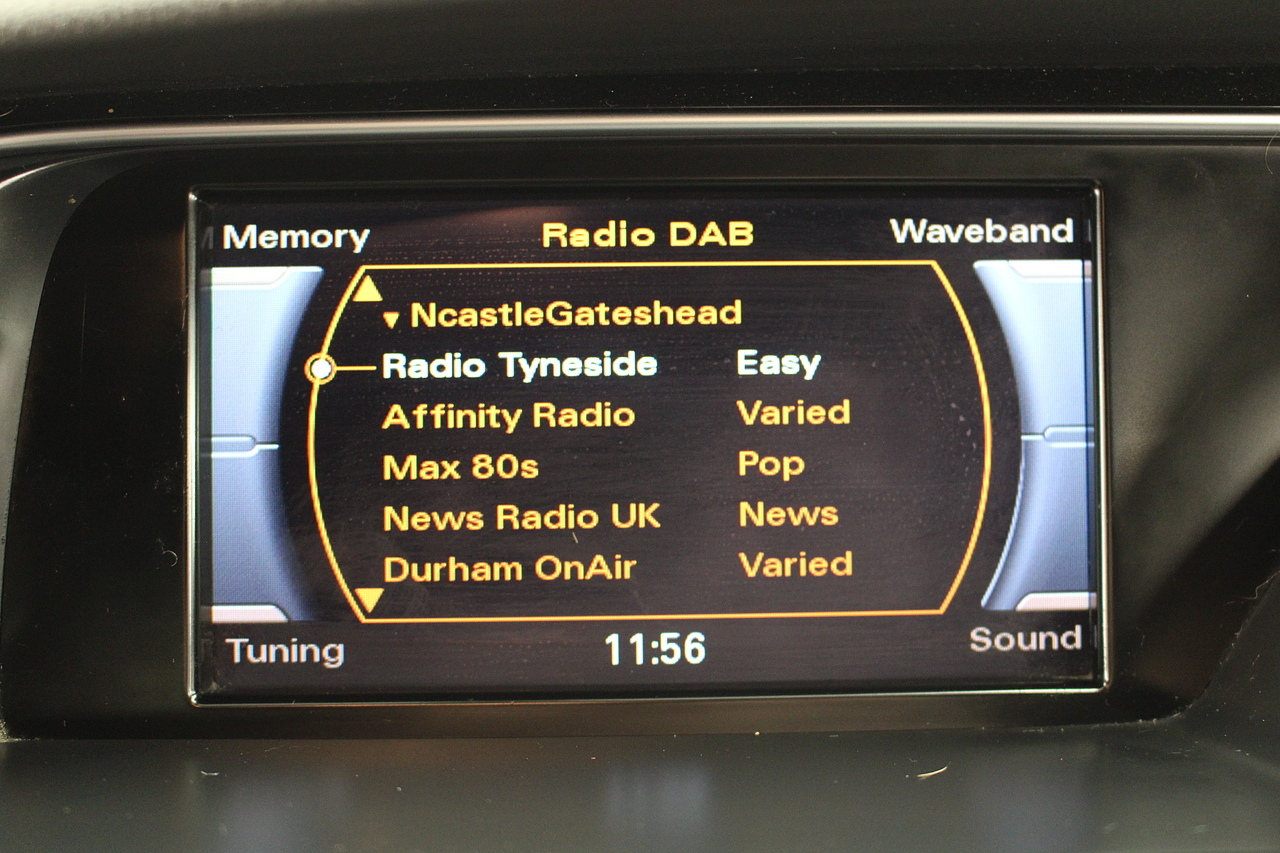 Memory Radio DAB Waveband
NcastleGateshead
Radio Tyneside Easy
Affinity Radio Varied
Max 80s Pop
News Radio UK News
Durham OnAir Varied
Tuning 11:56 Sound